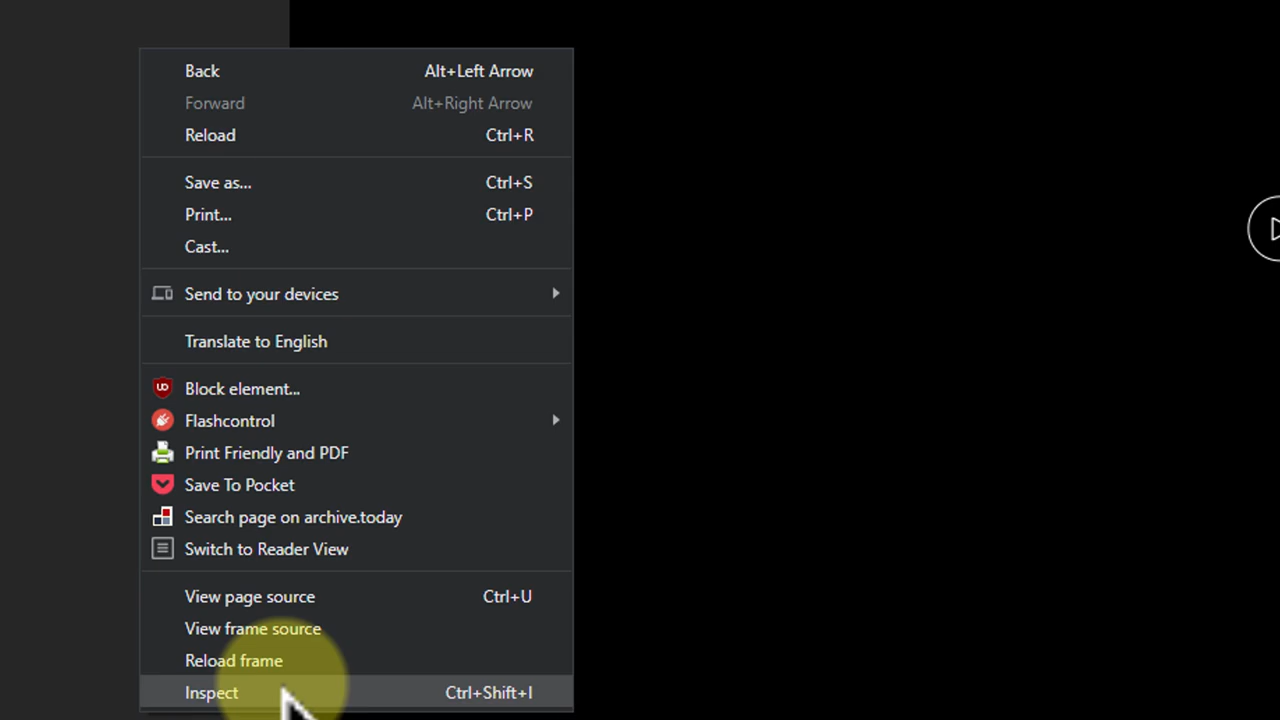 Back Alt+Left Arrow
Forward Alt+Right Arrow
Reload Ctrl+R
Save as... Ctrl+S
Print... Ctrl+P
Cast...
Send to your devices
Translate to English
Block element...
Flashcontrol
Print Friendly and PDF
Save To Pocket
Search page on archive.today
Switch to Reader View
View page source Ctrl+U
View frame source
Reload frame
Inspect Ctrl+Shift+I